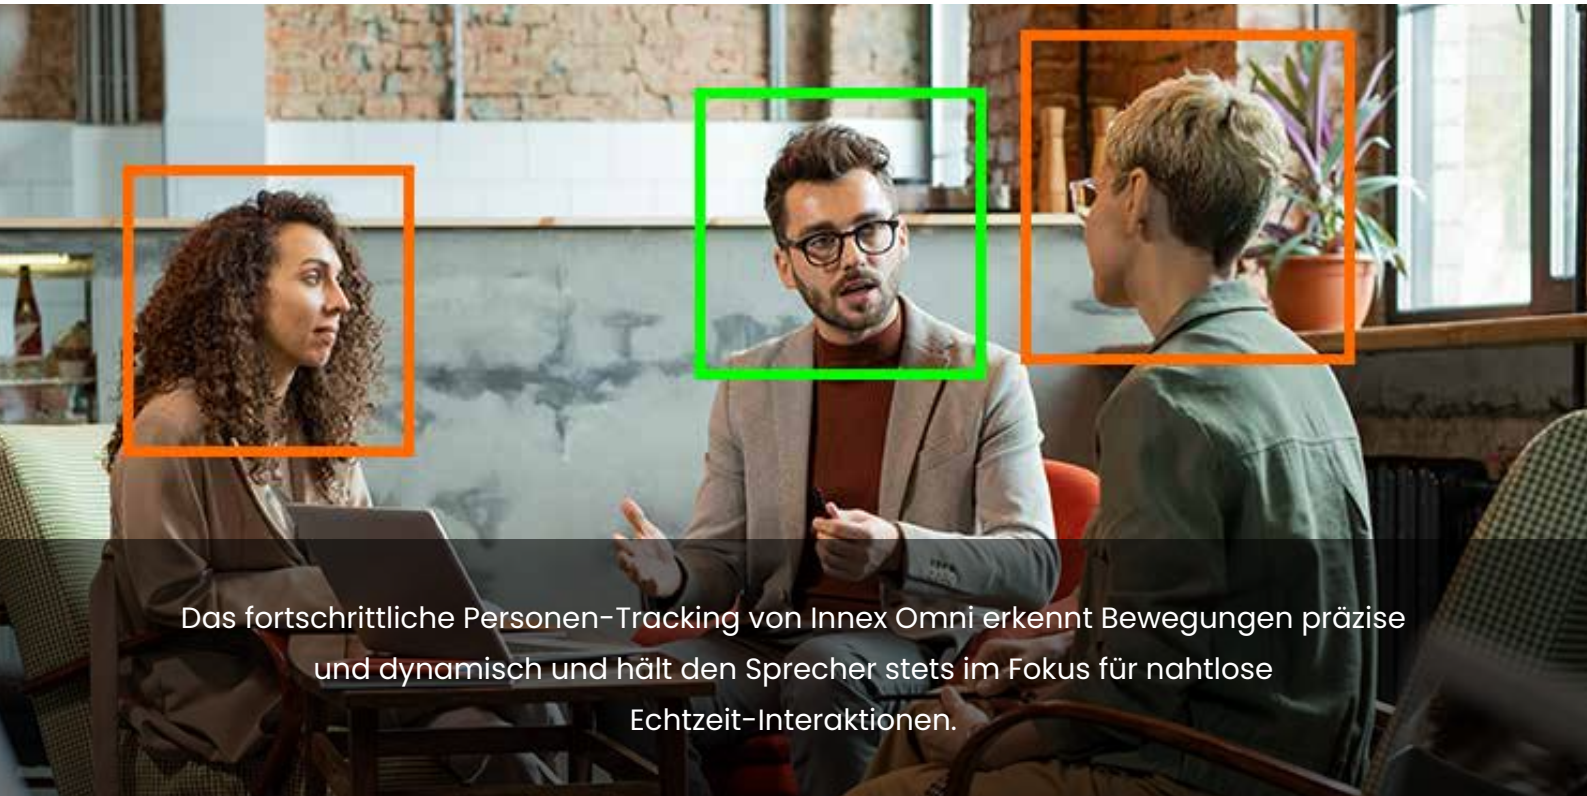 Das fortschrittliche Personen-Tracking von Innex Omni erkennt Bewegungen präzise
und dynamisch und hält den Sprecher stets im Fokus für nahtlose
Echtzeit-Interaktionen.